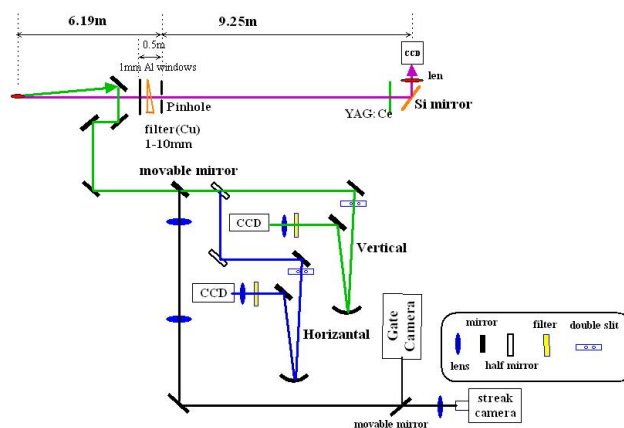 6.19m
9.25m
0.5m
1mm Al windows
CCD
len
Si mirror
Pinhole
YAG: Ce
filter(Cu)
1-10mm
movable mirror
CCD
Vertical
CCD
Horizantal
Gate
Camera
mirror
filter
double slit
lens
half mirror
streak
camera
movable mirror